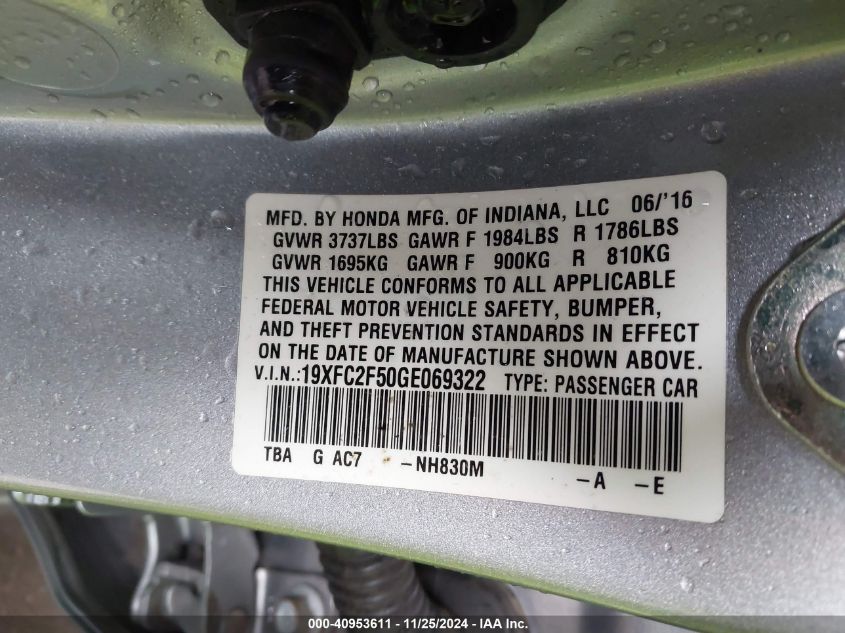 MFD. BY HONDA MFG. OF INDIANA, LLC 06/'16
GVWR 3737LBS GAWR F 1984LBS R 1786LBS
GVWR 1695KG GAWR F 900KG R 810KG
THIS VEHICLE CONFORMS TO ALL APPLICABLE
FEDERAL MOTOR VEHICLE SAFETY, BUMPER,
AND THEFT PREVENTION STANDARDS IN EFFECT
ON THE DATE OF MANUFACTURE SHOWN ABOVE.
V.I.N.:19XFC2F50GE069322 TYPE: PASSENGER CAR
TBA G AC7 -NH830M -A -E
000-40953611 - 11/25/2024 - IAAI Inc.